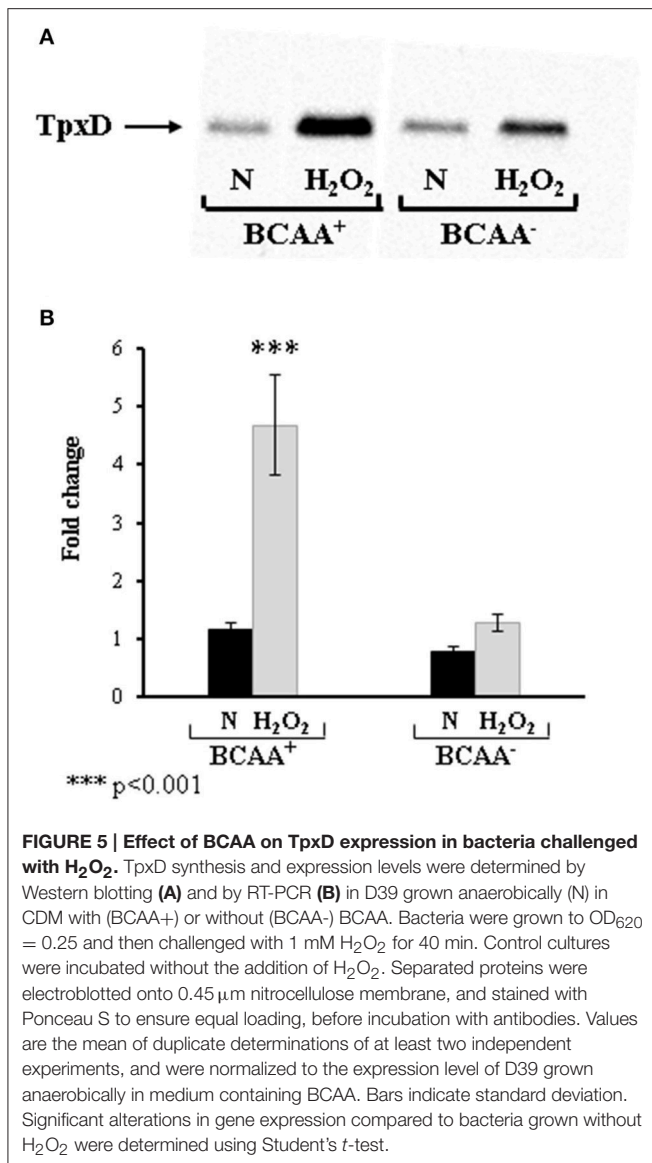 A
TpxD
N H₂O₂ N H₂O₂
BCAA⁺ BCAA⁻
B
6
5
4
3
2
1
0
Fold change
***
N H₂O₂ N H₂O₂
BCAA⁺ BCAA⁻
*** p<0.001
FIGURE 5 | Effect of BCAA on TpxD expression in bacteria challenged
with H₂O₂. TpxD synthesis and expression levels were determined by
Western blotting (A) and by RT-PCR (B) in D39 grown anaerobically (N) in
CDM with (BCAA+) or without (BCAA-) BCAA. Bacteria were grown to OD₆₂₀
= 0.25 and then challenged with 1 mM H₂O₂ for 40 min. Control cultures
were incubated without the addition of H₂O₂. Separated proteins were
electroblotted onto 0.45 μm nitrocellulose membrane, and stained with
Ponceau S to ensure equal loading, before incubation with antibodies. Values
are the mean of duplicate determinations of at least two independent
experiments, and were normalized to the expression level of D39 grown
anaerobically in medium containing BCAA. Bars indicate standard deviation.
Significant alterations in gene expression compared to bacteria grown without
H₂O₂ were determined using Student's t-test.